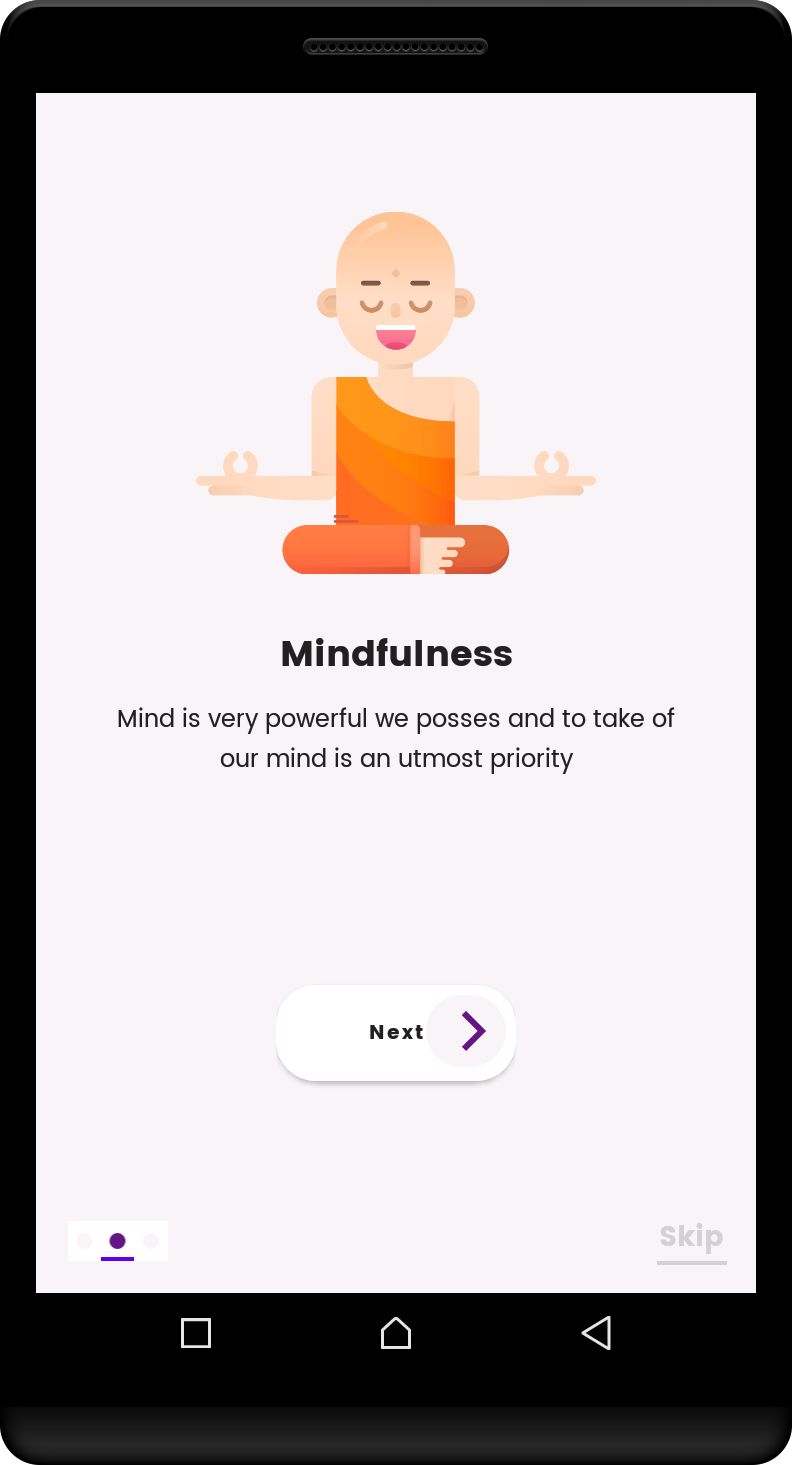 Mindfulness
Mind is very powerful we posses and to take of
our mind is an utmost priority
Next
Skip